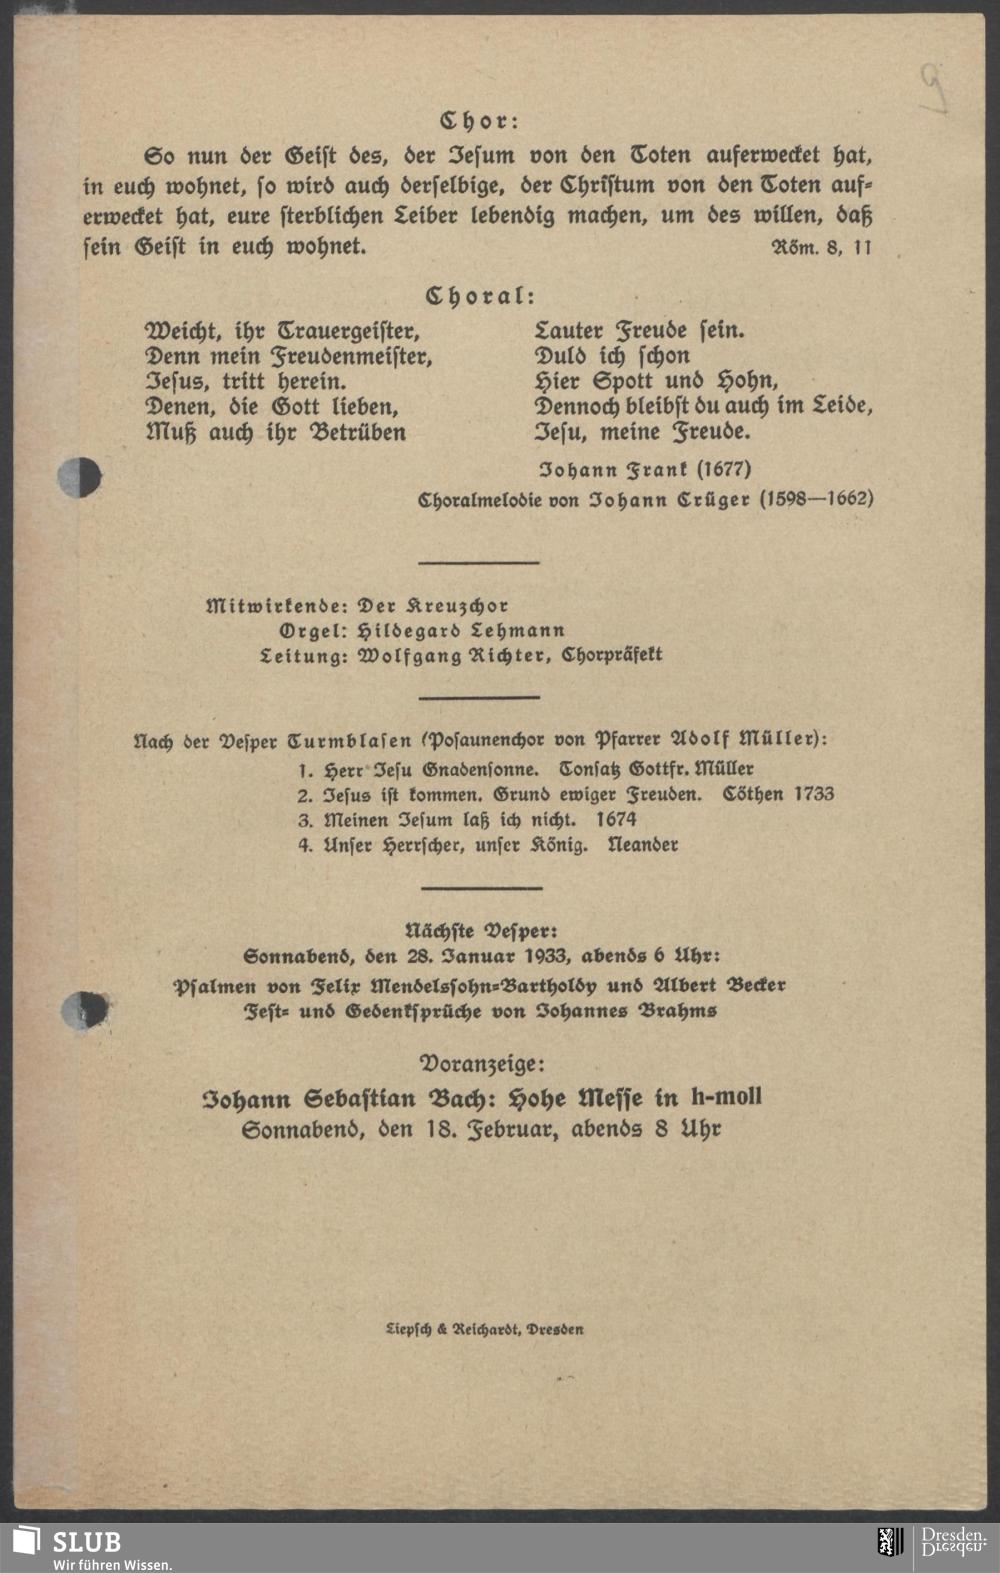 9
Chor:
So nun der Geist des, der Jesum von den Toten auferwecket hat,
in euch wohnet, so wird auch derselbige, der Christum von den Toten auf-
erwecket hat, eure sterblichen Leiber lebendig machen, um des willen, daß
sein Geist in euch wohnet. Röm. 8, 11
Choral:
Weicht, ihr Trauergeister,
Denn mein Freudenmeister,
Jesus, tritt herein.
Denen, die Gott lieben,
Muß auch ihr Betrüben
Lauter Freude sein.
Duld ich schon
Hier Spott und Hohn,
Dennoch bleibst du auch im Leide,
Jesu, meine Freude.
Johann Frank (1677)
Choralmelodie von Johann Crüger (1598—1662)
Mitwirkende: Der Kreuzchor
Orgel: Hildegard Lehmann
Leitung: Wolfgang Richter, Chorpräfekt
Nach der Vesper Turmblasen (Posaunenchor von Pfarrer Adolf Müller):
1. Herr Jesu Gnadensonne. Tonsatz Gottfr. Müller
2. Jesus ist kommen. Grund ewiger Freuden. Cöthen 1733
3. Meinen Jesum laß ich nicht. 1674
4. Unser Herrscher, unser König. Neander
Nächste Vesper:
Sonnabend, den 28. Januar 1933, abends 6 Uhr:
Psalmen von Felix Mendelssohn-Bartholdy und Albert Becker
Fest- und Gedenksprüche von Johannes Brahms
Voranzeige:
Johann Sebastian Bach: Hohe Messe in h-moll
Sonnabend, den 18. Februar, abends 8 Uhr
Liepsch & Reichardt, Dresden
SLUB
Wir führen Wissen.
Dresden.
Dresden.